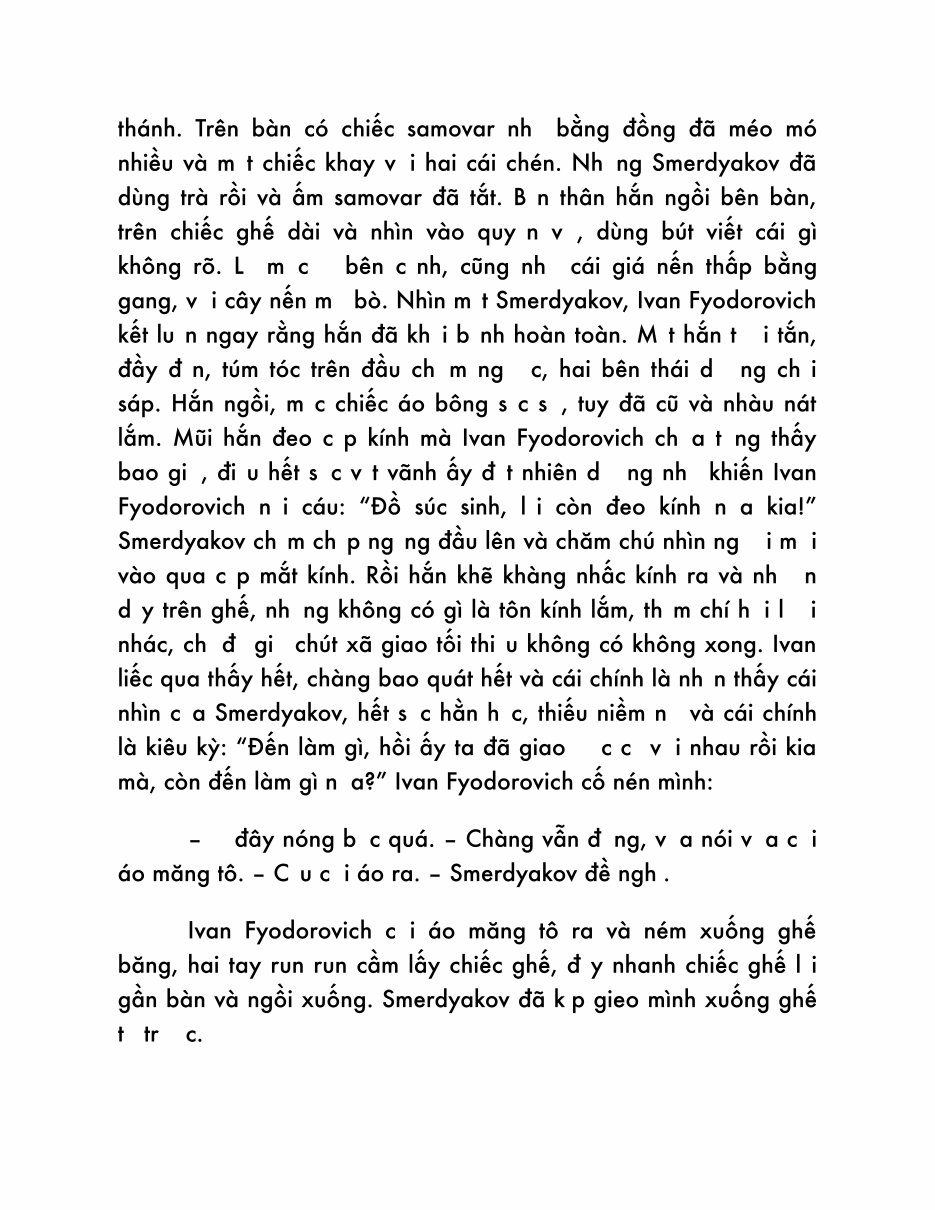 thánh. Trên bàn có chiếc samovar nh bằng đồng đã méo mó
nhiều và m t chiếc khay v i hai cái chén. Nh ng Smerdyakov đã
dùng trà rồi và ấm samovar đã tắt. B n thân hắn ngồi bên bàn,
trên chiếc ghế dài và nhìn vào quy n v , dùng bút viết cái gì
không rõ. L m c bên c nh, cũng nh cái giá nến thấp bằng
gang, v i cây nến m bò. Nhìn m t Smerdyakov, Ivan Fyodorovich
kết lu n ngay rằng hắn đã kh i b nh hoàn toàn. M t hắn t i tắn,
đầy đ n, túm tóc trên đầu ch m ng c, hai bên thái d ng ch i
sáp. Hắn ngồi, m c chiếc áo bông s c s , tuy đã cũ và nhàu nát
lắm. Mũi hắn đeo c p kính mà Ivan Fyodorovich ch a t ng thấy
bao gi , đi u hết s c v t vãnh ấy đ t nhiên d ng nh khiến Ivan
Fyodorovich n i cáu: “Đồ súc sinh, l i còn đeo kính n a kia!”
Smerdyakov ch m ch p ng ng đầu lên và chăm chú nhìn ng i m i
vào qua c p mắt kính. Rồi hắn khẽ khàng nhấc kính ra và nh n
d y trên ghế, nh ng không có gì là tôn kính lắm, th m chí h i l i
nhác, ch đ gi chút xã giao tối thi u không có không xong. Ivan
liếc qua thấy hết, chàng bao quát hết và cái chính là nh n thấy cái
nhìn c a Smerdyakov, hết s c hằn h c, thiếu niềm n và cái chính
là kiêu kỳ: “Đến làm gì, hồi ấy ta đã giao c c v i nhau rồi kia
mà, còn đến làm gì n a?” Ivan Fyodorovich cố nén mình:
– đây nóng b c quá. – Chàng vẫn đ ng, v a nói v a c i
áo măng tô. – C u c i áo ra. – Smerdyakov đề ngh .
Ivan Fyodorovich c i áo măng tô ra và ném xuống ghế
băng, hai tay run run cầm lấy chiếc ghế, đ y nhanh chiếc ghế l i
gần bàn và ngồi xuống. Smerdyakov đã k p gieo mình xuống ghế
t tr c.